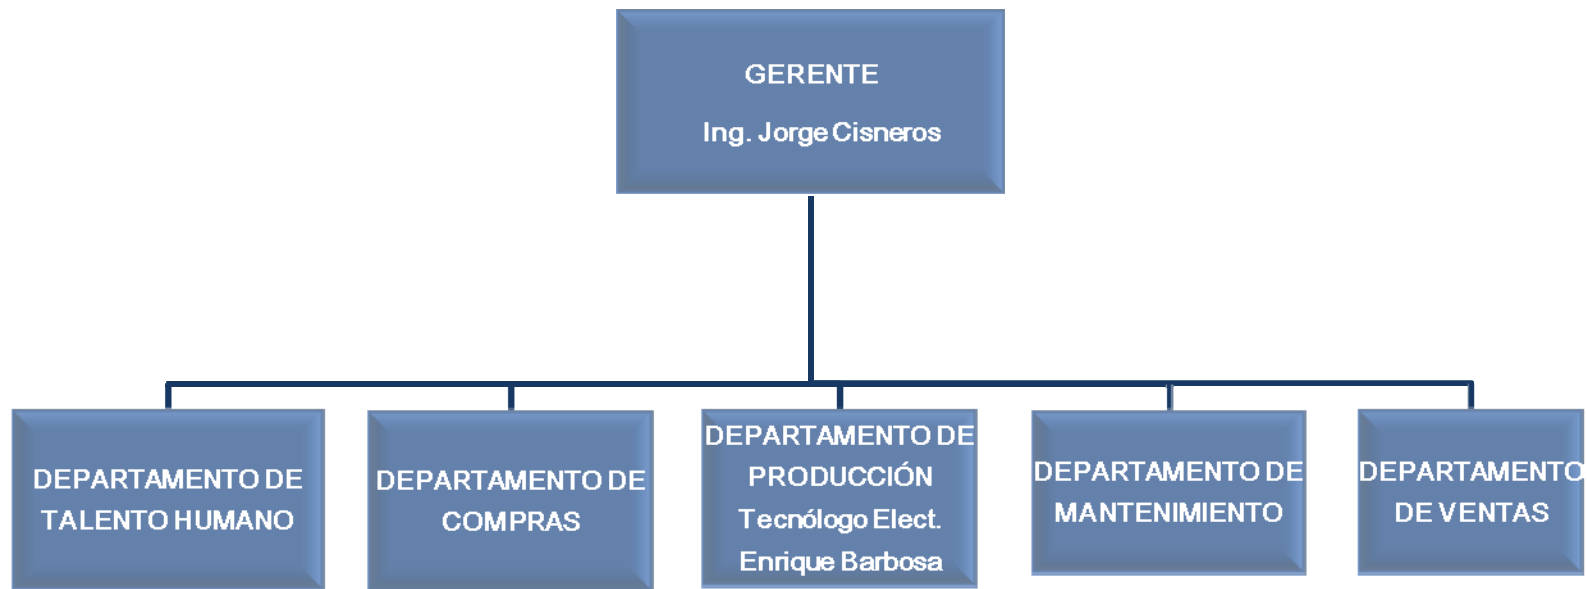 GERENTE
Ing. Jorge Cisneros
DEPARTAMENTO DE
TALENTO HUMANO
DEPARTAMENTO DE
COMPRAS
DEPARTAMENTO DE
PRODUCCIÓN
Tecnólogo Elect.
Enrique Barbosa
DEPARTAMENTO DE
MANTENIMIENTO
DEPARTAMENTO
DE VENTAS